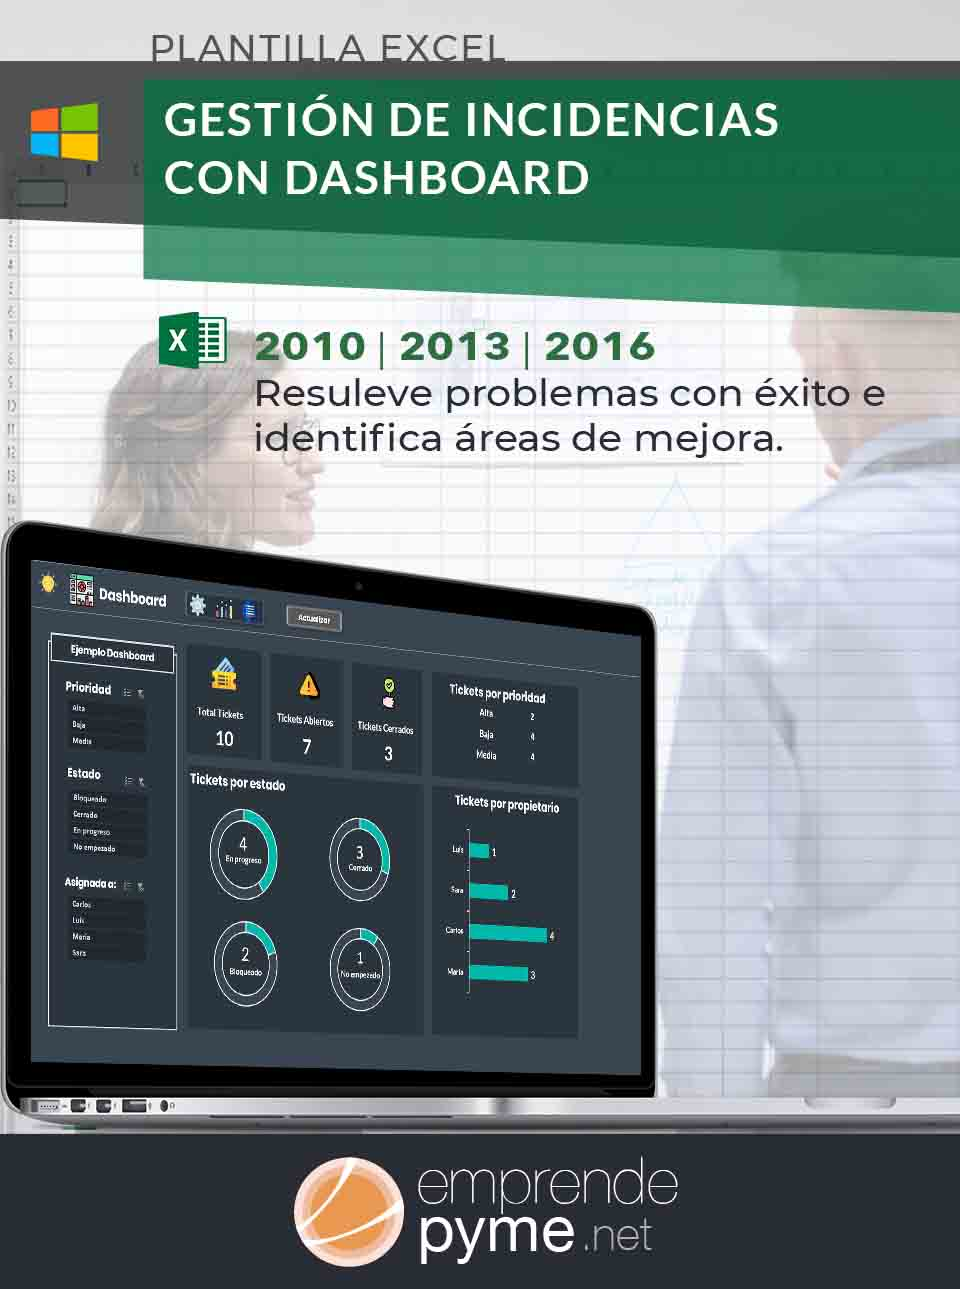 PLANTILLA EXCEL
GESTIÓN DE INCIDENCIAS
CON DASHBOARD
X
2010 | 2013 | 2016
Resuleve problemas con éxito e
identifica áreas de mejora.
Dashboard
Actualizar
Ejemplo Dashboard
Prioridad
Alta
Baja
Media
Estado
Bloqueado
Cerrado
En progreso
No empezado
Asignada a:
Carlos
Luis
Maria
Sara
Total Tickets
10
Tickets Abiertos
7
Tickets Cerrados
3
Tickets por prioridad
Alta 2
Baja 4
Media 4
Tickets por estado
4
En progreso
3
Cerrado
2
Bloqueado
1
No empezado
Tickets por propietario
Luis 1
Sara 2
Carlos 4
Maria 3
emprende
pyme.net